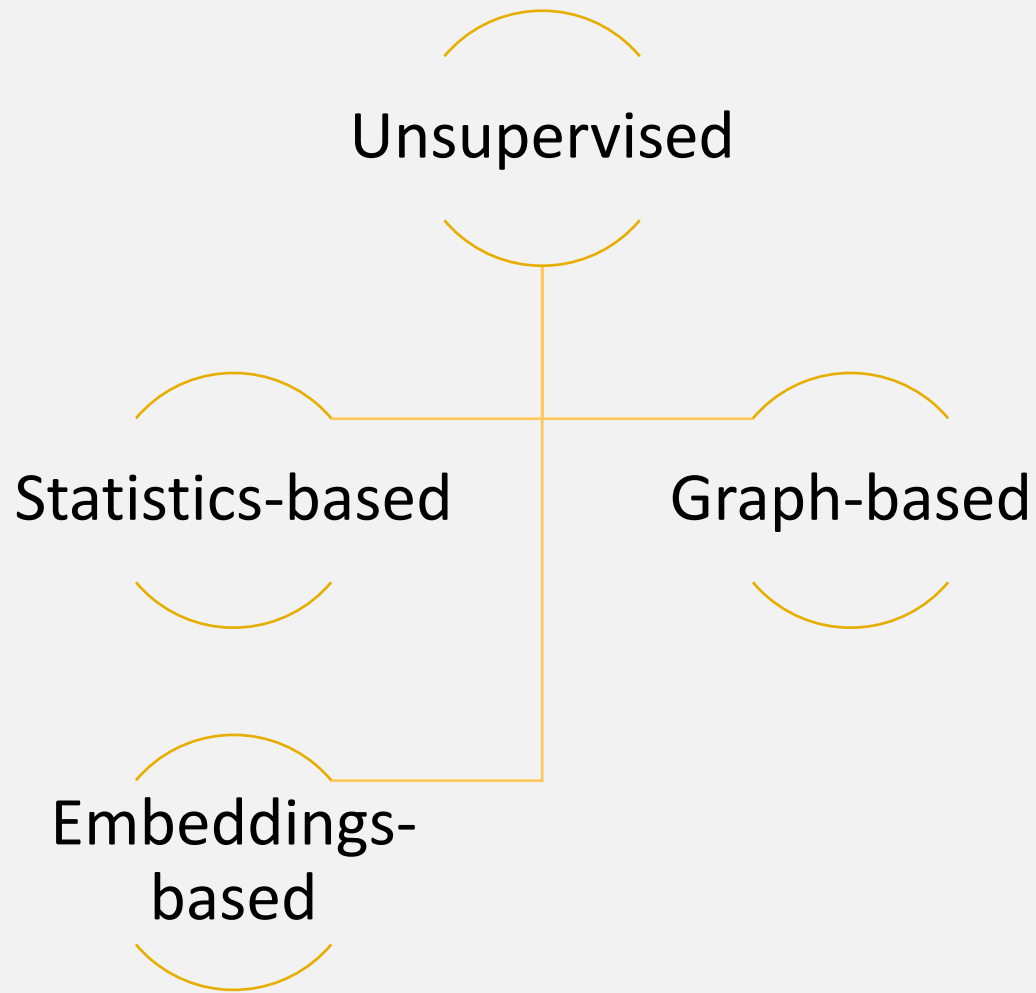 Unsupervised
Statistics-based
Graph-based
Embeddings-
based